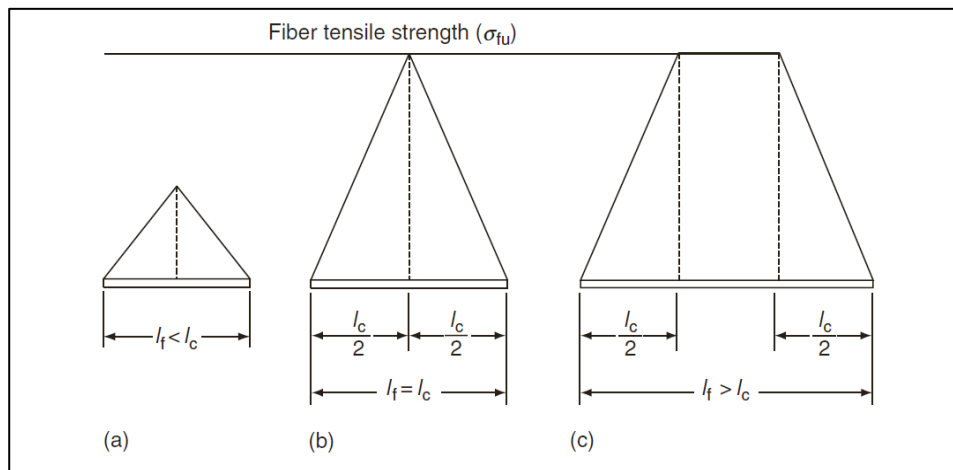 Fiber tensile strength (σfu)
lf < lc
lc/2
lc/2
lf = lc
lc/2
lc/2
lf > lc
(a)
(b)
(c)